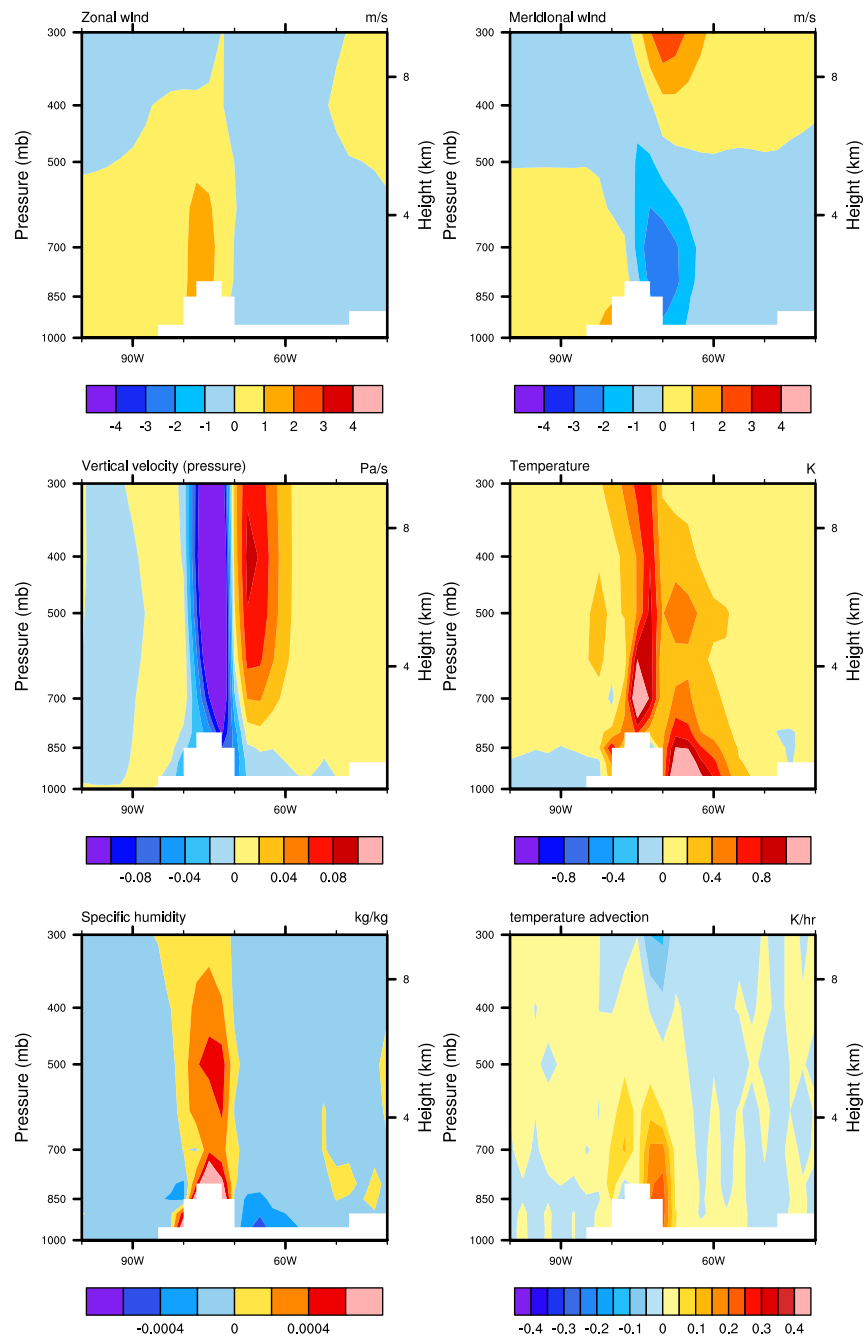 Zonal wind m/s
300
400
500
700
850
1000
Pressure (mb)
8
4
Height (km)
90W 60W
-4 -3 -2 -1 0 1 2 3 4
Meridional wind m/s
300
400
500
700
850
1000
Pressure (mb)
8
4
Height (km)
90W 60W
-4 -3 -2 -1 0 1 2 3 4
Vertical velocity (pressure) Pa/s
300
400
500
700
850
1000
Pressure (mb)
8
4
Height (km)
90W 60W
-0.08 -0.04 0 0.04 0.08
Temperature K
300
400
500
700
850
1000
Pressure (mb)
8
4
Height (km)
90W 60W
-0.8 -0.4 0 0.4 0.8
Specific humidity kg/kg
300
400
500
700
850
1000
Pressure (mb)
8
4
Height (km)
90W 60W
-0.0004 0 0.0004
temperature advection K/hr
300
400
500
700
850
1000
Pressure (mb)
8
4
Height (km)
90W 60W
-0.4 -0.3 -0.2 -0.1 0 0.1 0.2 0.3 0.4